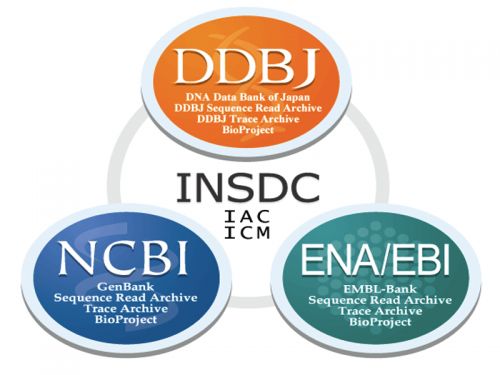 DDBJ
DNA Data Bank of Japan
DDBJ Sequence Read Archive
DDBJ Trace Archive
BioProject
INSDC
IAC
ICM
NCBI
GenBank
Sequence Read Archive
Trace Archive
BioProject
ENA/EBI
EMBL-Bank
Sequence Read Archive
Trace Archive
BioProject